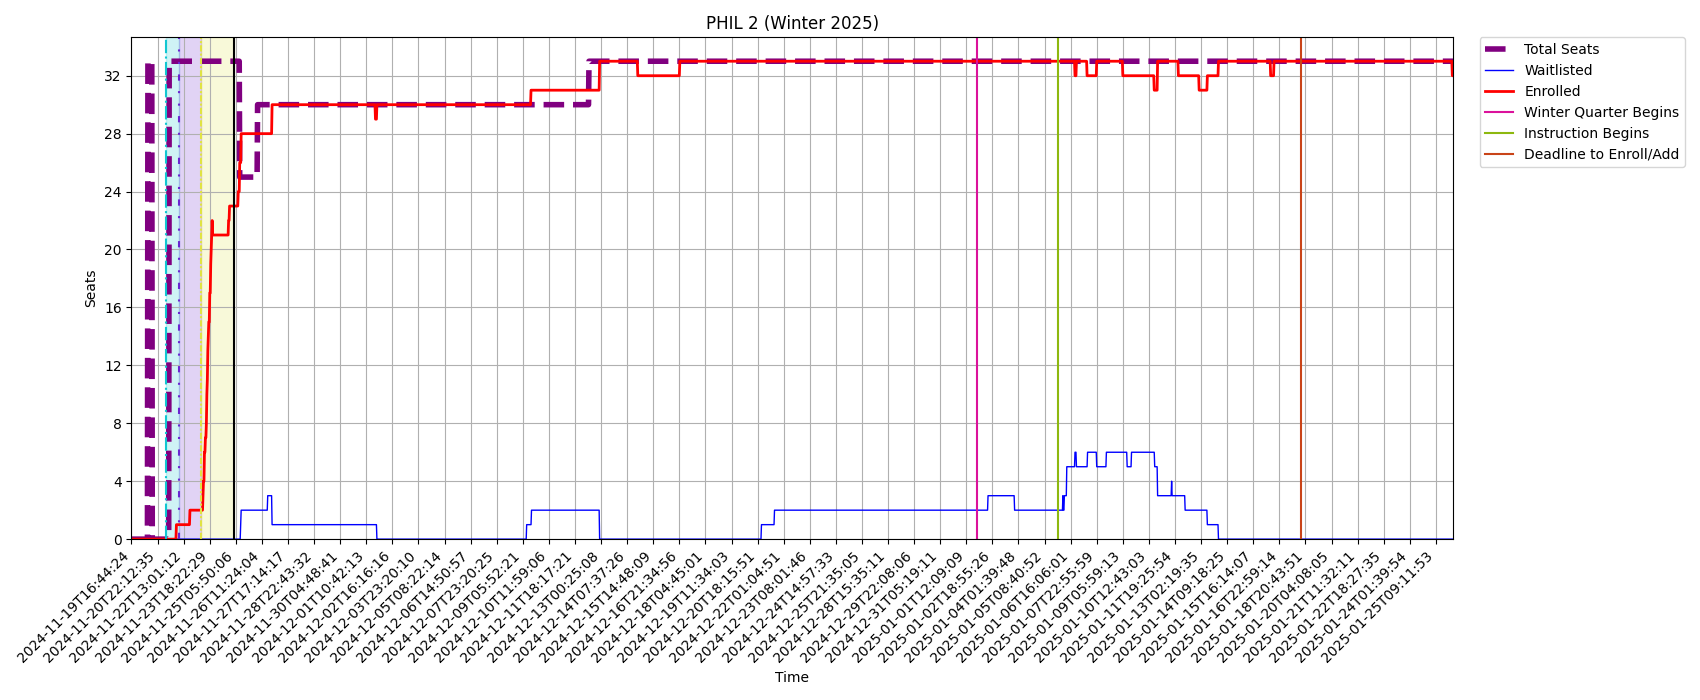 PHIL 2 (Winter 2025)
Total Seats
Waitlisted
Enrolled
Winter Quarter Begins
Instruction Begins
Deadline to Enroll/Add
Seats
32
28
24
20
16
12
8
4
0
2024-11-19T16:44:24
2024-11-20T22:12:35
2024-11-22T13:01:12
2024-11-23T18:22:29
2024-11-25T05:50:06
2024-11-26T11:24:04
2024-11-27T17:14:17
2024-11-28T22:43:32
2024-11-30T04:48:41
2024-12-01T10:42:13
2024-12-02T16:16:16
2024-12-03T23:20:10
2024-12-05T08:22:14
2024-12-06T14:50:57
2024-12-07T23:20:25
2024-12-09T05:52:21
2024-12-10T11:59:06
2024-12-11T18:17:21
2024-12-13T00:25:08
2024-12-14T07:37:26
2024-12-15T14:48:09
2024-12-16T21:34:56
2024-12-18T04:45:01
2024-12-19T11:34:03
2024-12-20T18:15:51
2024-12-22T01:04:51
2024-12-23T08:01:46
2024-12-24T14:57:33
2024-12-27T11:35:05
2024-12-28T15:35:11
2024-12-29T22:08:06
2024-12-31T05:19:11
2025-01-01T12:09:09
2025-01-02T18:55:26
2025-01-04T01:39:48
2025-01-05T08:40:52
2025-01-06T16:06:01
2025-01-07T22:55:59
2025-01-09T05:59:13
2025-01-10T12:43:03
2025-01-11T19:25:54
2025-01-13T02:19:35
2025-01-14T09:18:25
2025-01-15T16:14:07
2025-01-16T22:59:14
2025-01-18T20:43:51
2025-01-20T04:08:05
2025-01-21T11:32:11
2025-01-22T18:27:35
2025-01-24T01:39:54
2025-01-25T09:11:53
Time